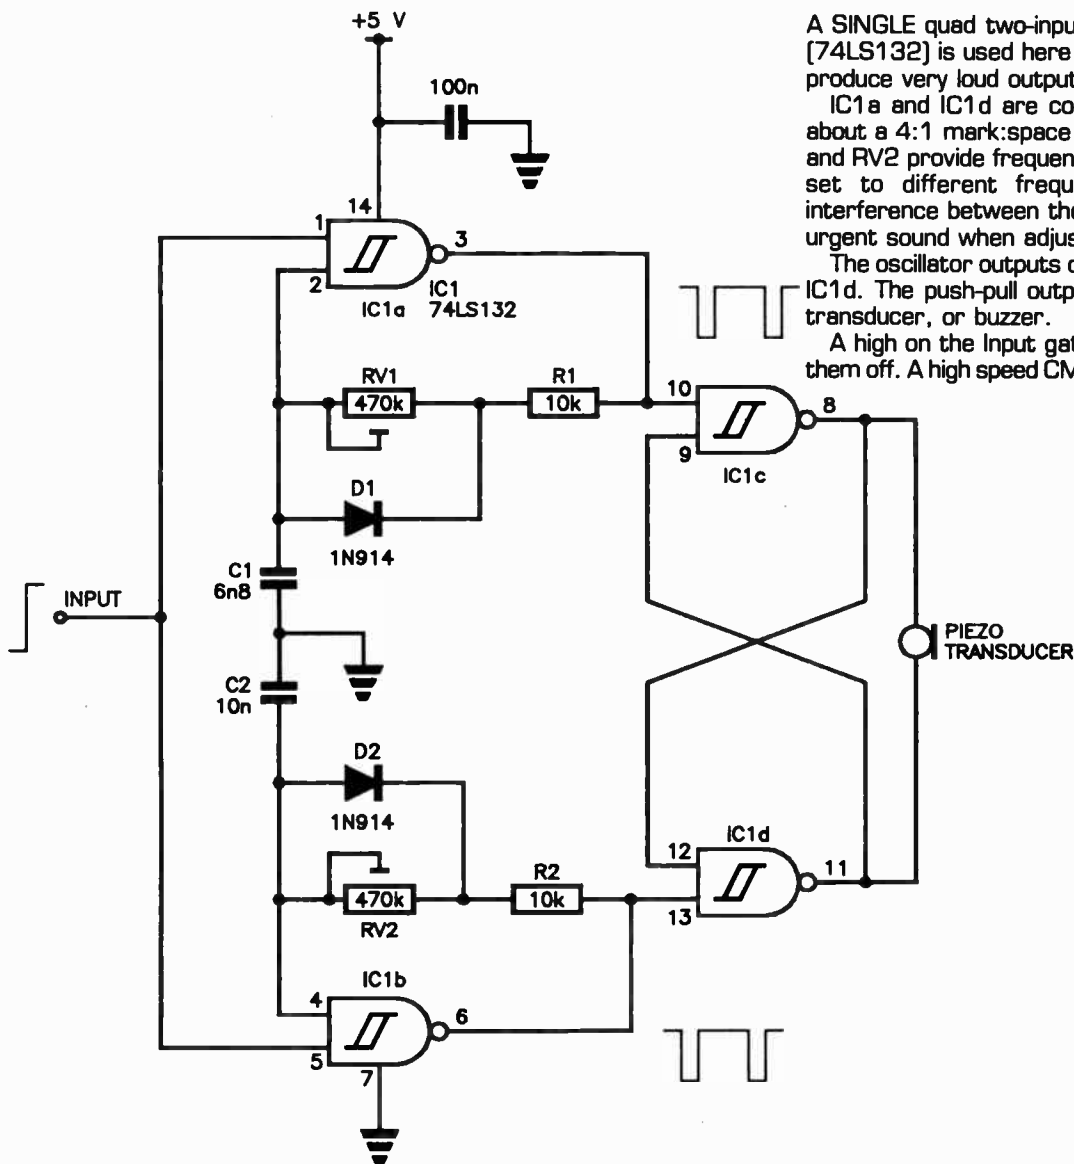 +5 V
A SINGLE quad two-input
(74LS132) is used here
produce very loud output
IC1a and IC1d are co
about a 4:1 mark:space
and RV2 provide frequen
set to different frequ
interference between the
urgent sound when adjus
The oscillator outputs c
IC1d. The push-pull outp
transducer, or buzzer.
A high on the Input gat
them off. A high speed CM
100n
14
1
2
3
IC1a
IC1
74LS132
RV1
470k
R1
10k
10
9
8
IC1c
D1
1N914
C1
6n8
INPUT
PIEZO
TRANSDUCER
C2
10n
D2
1N914
IC1d
12
11
13
R2
10k
470k
RV2
IC1b
4
5
6
7